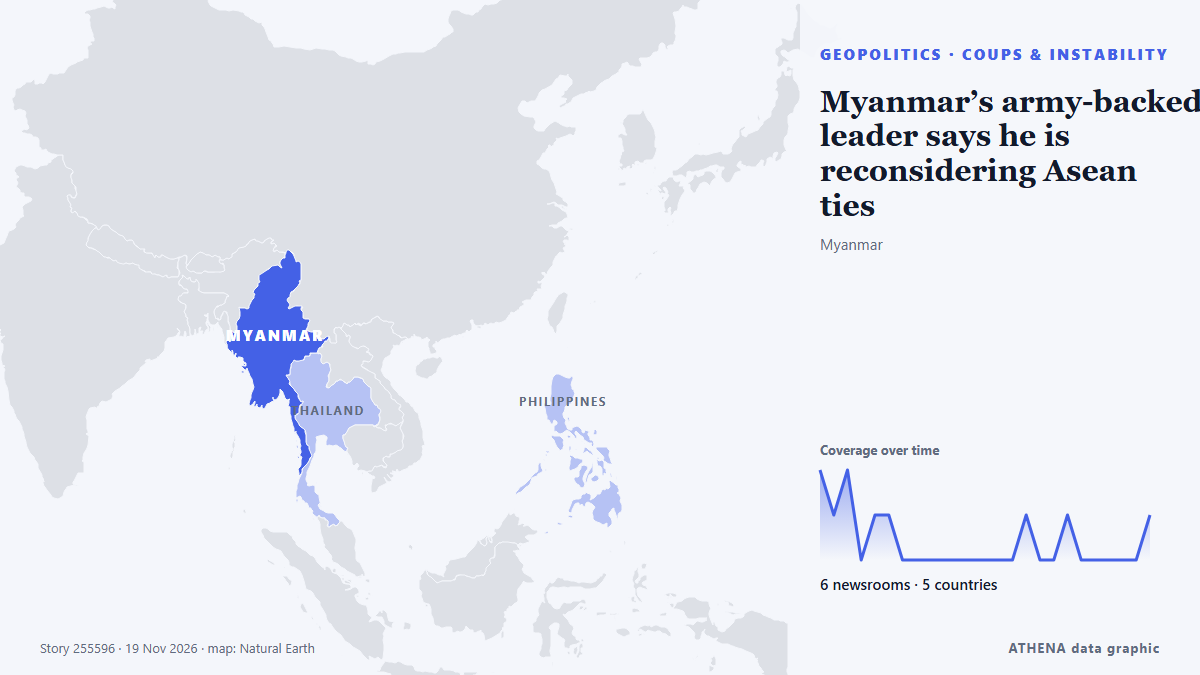 GEOPOLITICS · COUPS & INSTABILITY
Myanmar’s army-backed
leader says he is
reconsidering Asean
ties
Myanmar
MYANMAR
THAILAND
PHILIPPINES
Coverage over time
6 newsrooms · 5 countries
Story 255596 · 19 Nov 2026 · map: Natural Earth
ATHENA data graphic